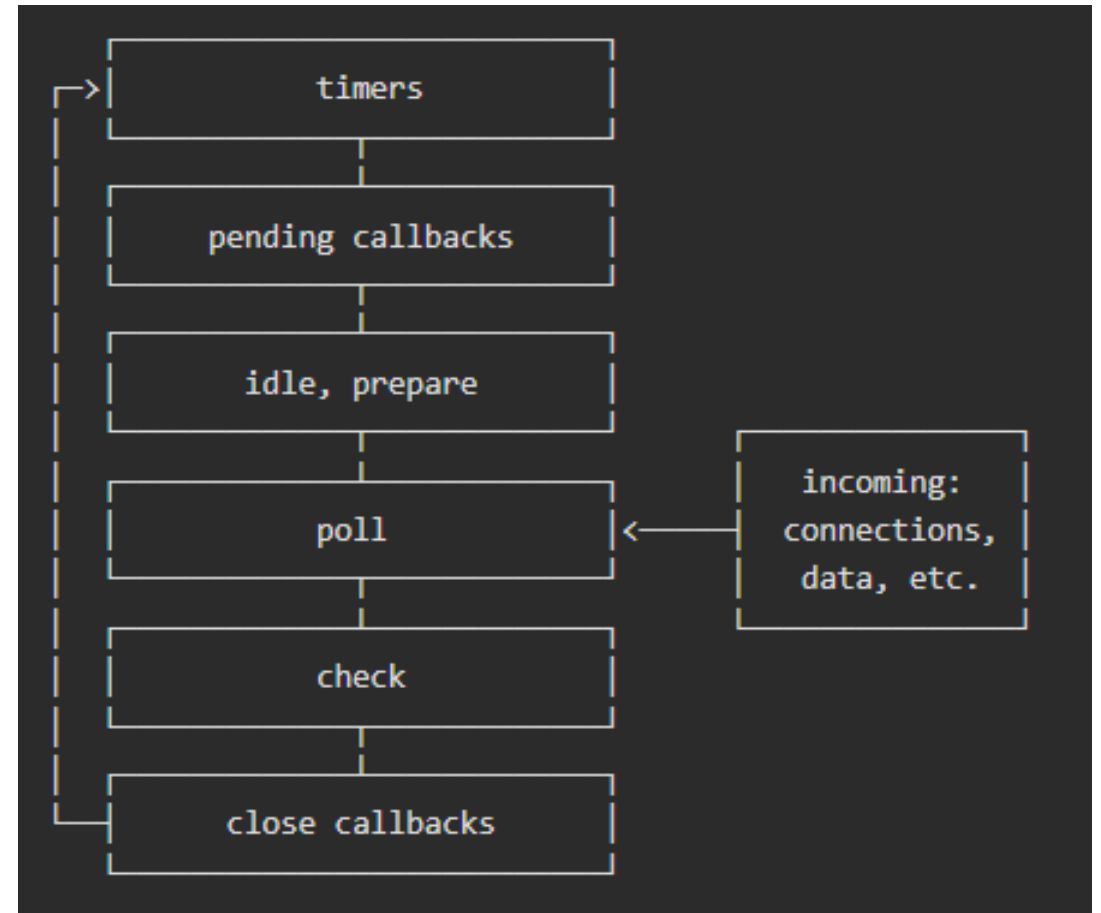 timers
pending callbacks
idle, prepare
poll
incoming:
connections,
data, etc.
check
close callbacks